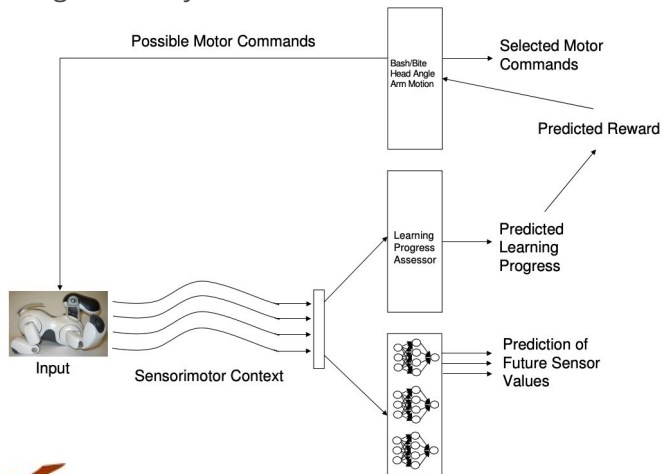 Possible Motor Commands
Bash/Bite
Head Angle
Arm Motion
Selected Motor
Commands
Predicted Reward
Learning
Progress
Assessor
Predicted
Learning
Progress
Input
Sensorimotor Context
Prediction of
Future Sensor
Values